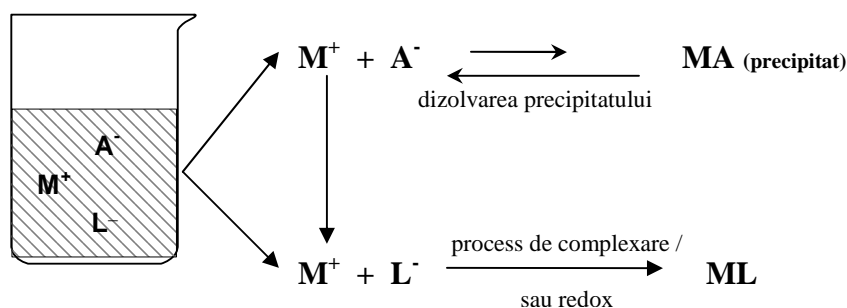 M⁺ + A⁻ MA (precipitat)
dizolvarea precipitatului
A⁻
M⁺
L⁻
process de complexare /
M⁺ + L⁻ ML
sau redox